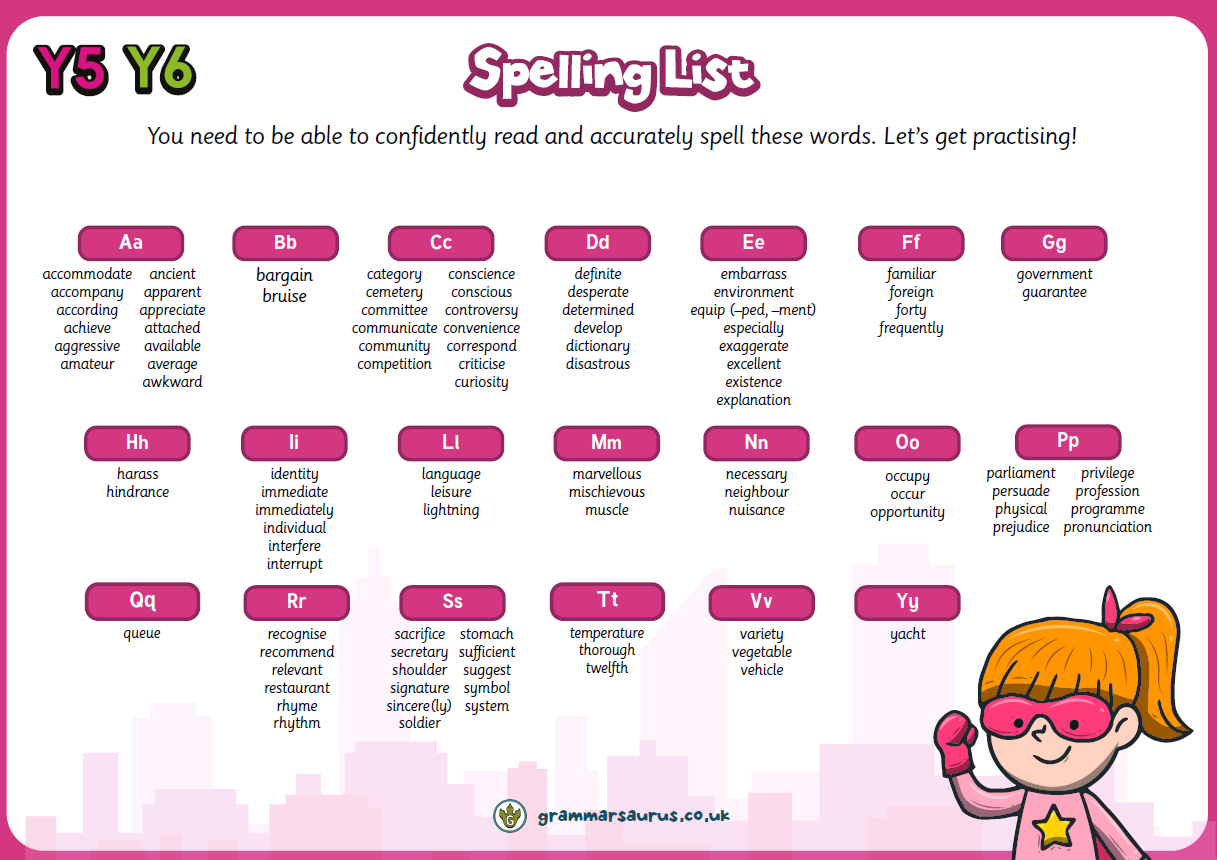 Y5 Y6
Spelling List
You need to be able to confidently read and accurately spell these words. Let's get practising!
Aa
accommodate
accompany
according
achieve
aggressive
amateur
ancient
apparent
appreciate
attached
available
average
awkward
Bb
bargain
bruise
Cc
category
cemetery
committee
communicate
community
competition
conscience
conscious
controversy
convenience
correspond
criticise
curiosity
Dd
definite
desperate
determined
develop
dictionary
disastrous
Ee
embarrass
environment
equip (–ped, –ment)
especially
exaggerate
excellent
existence
explanation
Ff
familiar
foreign
forty
frequently
Gg
government
guarantee
Hh
harass
hindrance
Ii
identity
immediate
immediately
individual
interfere
interrupt
Ll
language
leisure
lightning
Mm
marvellous
mischievous
muscle
Nn
necessary
neighbour
nuisance
Oo
occupy
occur
opportunity
Pp
parliament
persuade
physical
prejudice
privilege
profession
programme
pronunciation
Qq
queue
Rr
recognise
recommend
relevant
restaurant
rhyme
rhythm
Ss
sacrifice
secretary
shoulder
signature
sincere(ly)
soldier
stomach
sufficient
suggest
symbol
system
Tt
temperature
thorough
twelfth
Vv
variety
vegetable
vehicle
Yy
yacht
G
grammarsaurus.co.uk